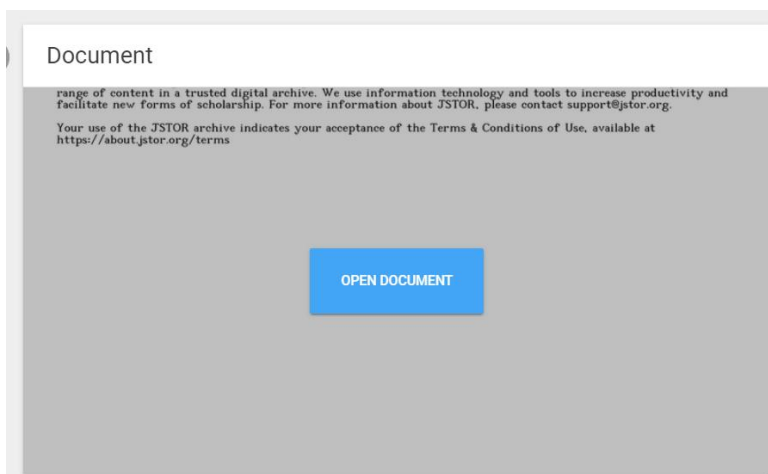 Document
range of content in a trusted digital archive. We use information technology and tools to increase productivity and
facilitate new forms of scholarship. For more information about JSTOR, please contact support@jstor.org.
Your use of the JSTOR archive indicates your acceptance of the Terms & Conditions of Use, available at
https://about.jstor.org/terms
OPEN DOCUMENT